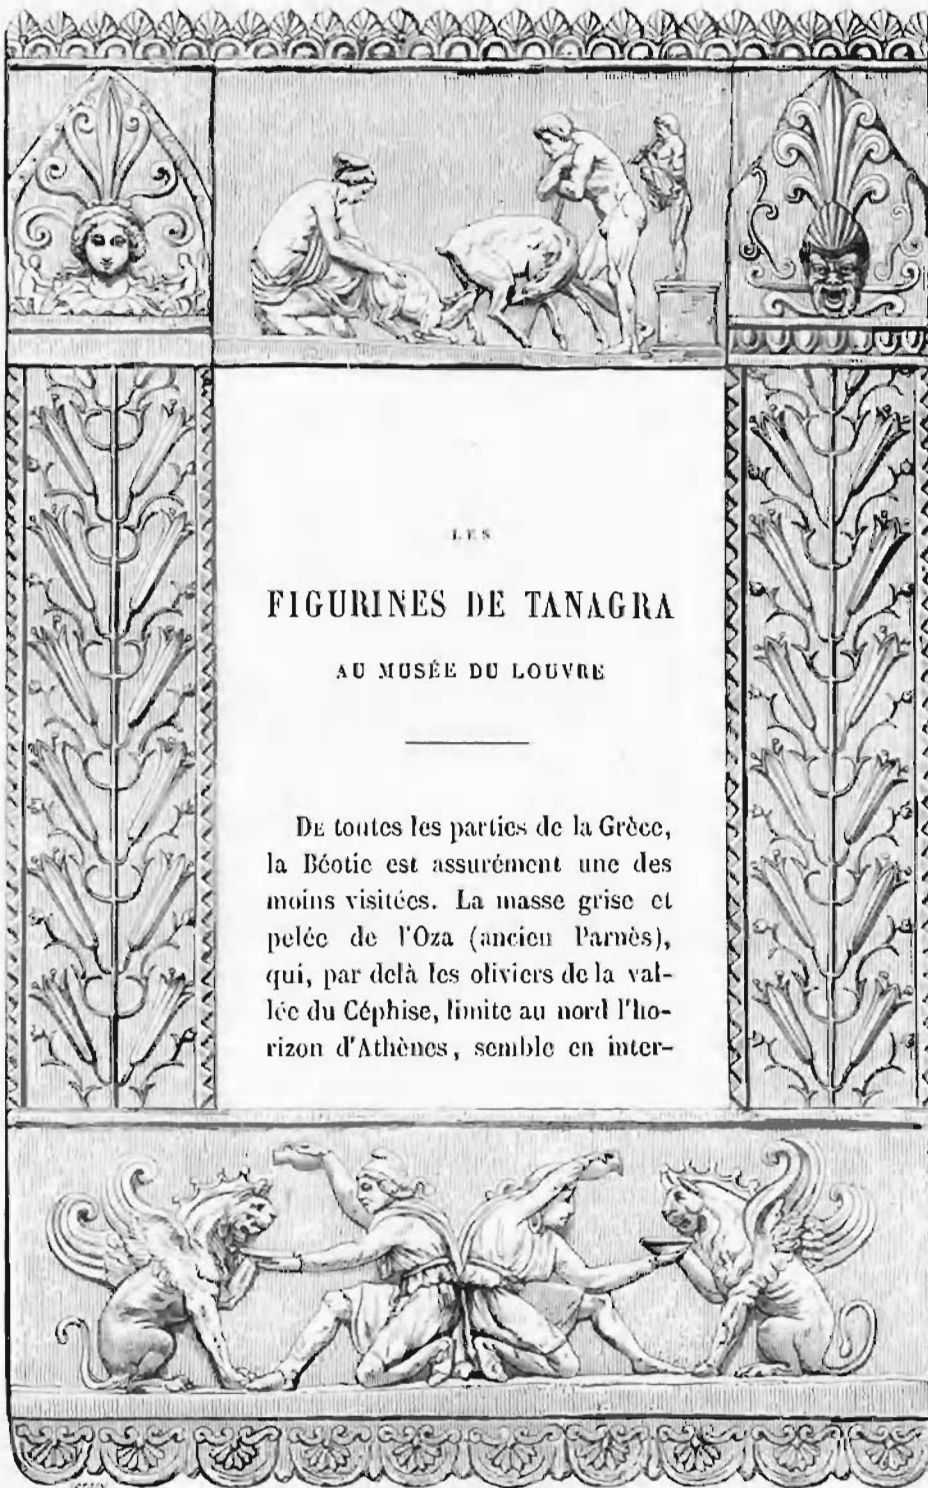 LES
FIGURINES DE TANAGRA
AU MUSÉE DU LOUVRE
DE toutes les parties de la Grèce,
la Béotie est assurément une des
moins visitées. La masse grise et
pelée de l'Oza (ancien Parnès),
qui, par delà les oliviers de la val-
lée du Céphise, limite au nord l'ho-
rizon d'Athènes, semble en inter-